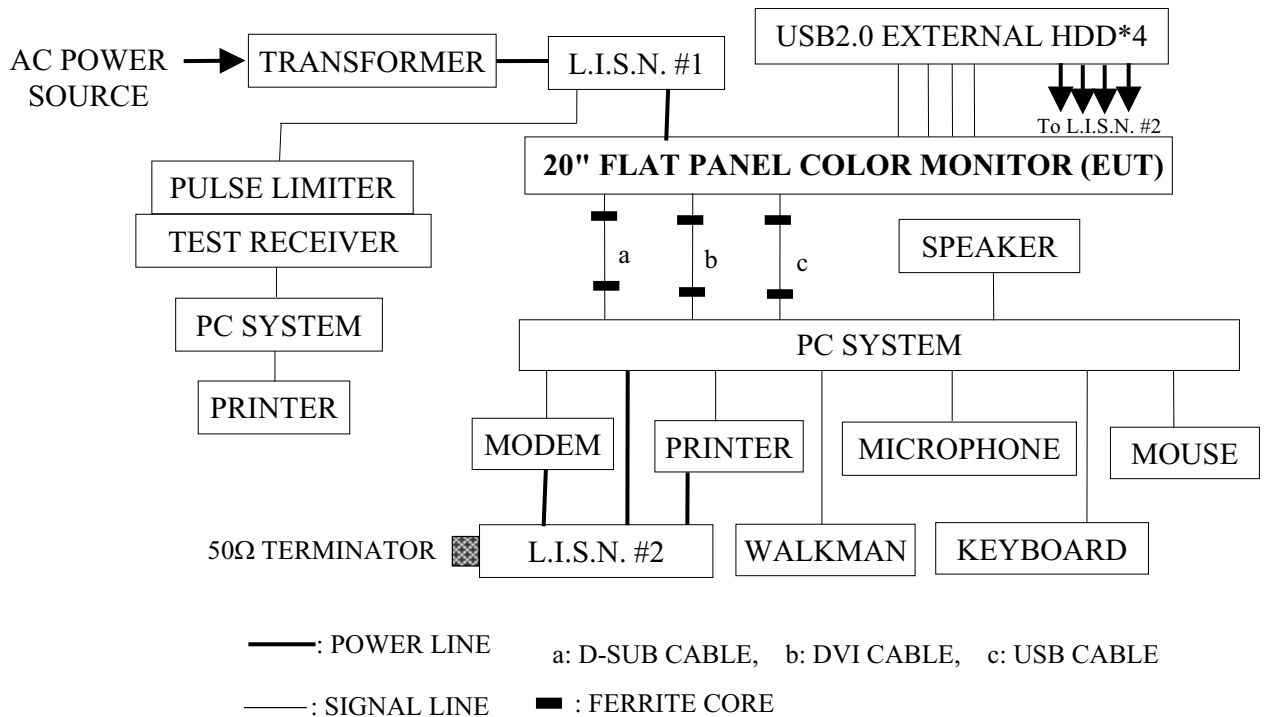 AC POWER
SOURCE
TRANSFORMER
L.I.S.N. #1
USB2.0 EXTERNAL HDD*4
To L.I.S.N. #2
20" FLAT PANEL COLOR MONITOR (EUT)
PULSE LIMITER
TEST RECEIVER
PC SYSTEM
PRINTER
a
b
c
SPEAKER
PC SYSTEM
MODEM
PRINTER
MICROPHONE
MOUSE
50Ω TERMINATOR
L.I.S.N. #2
WALKMAN
KEYBOARD
: POWER LINE
a: D-SUB CABLE, b: DVI CABLE, c: USB CABLE
: SIGNAL LINE
: FERRITE CORE